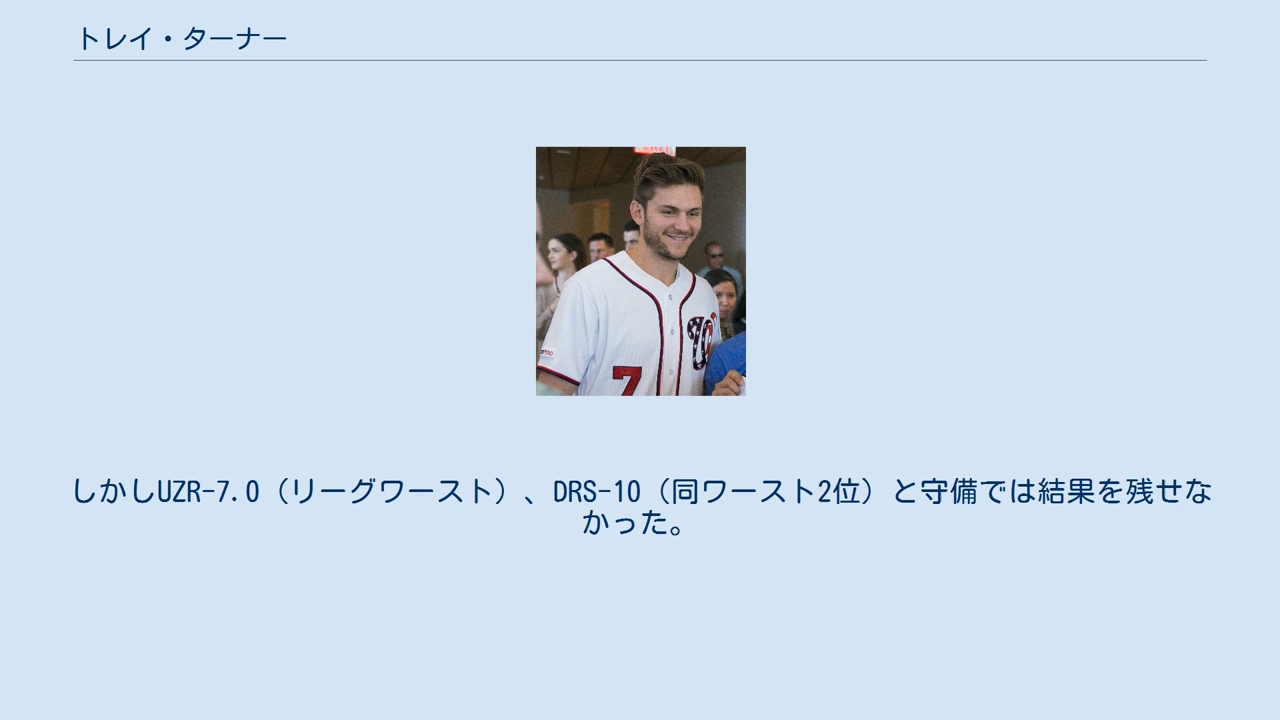 トレイ・ターナー
7
しかしUZR-7.0（リーグワースト）、DRS-10（同ワースト2位）と守備では結果を残せな
かった。